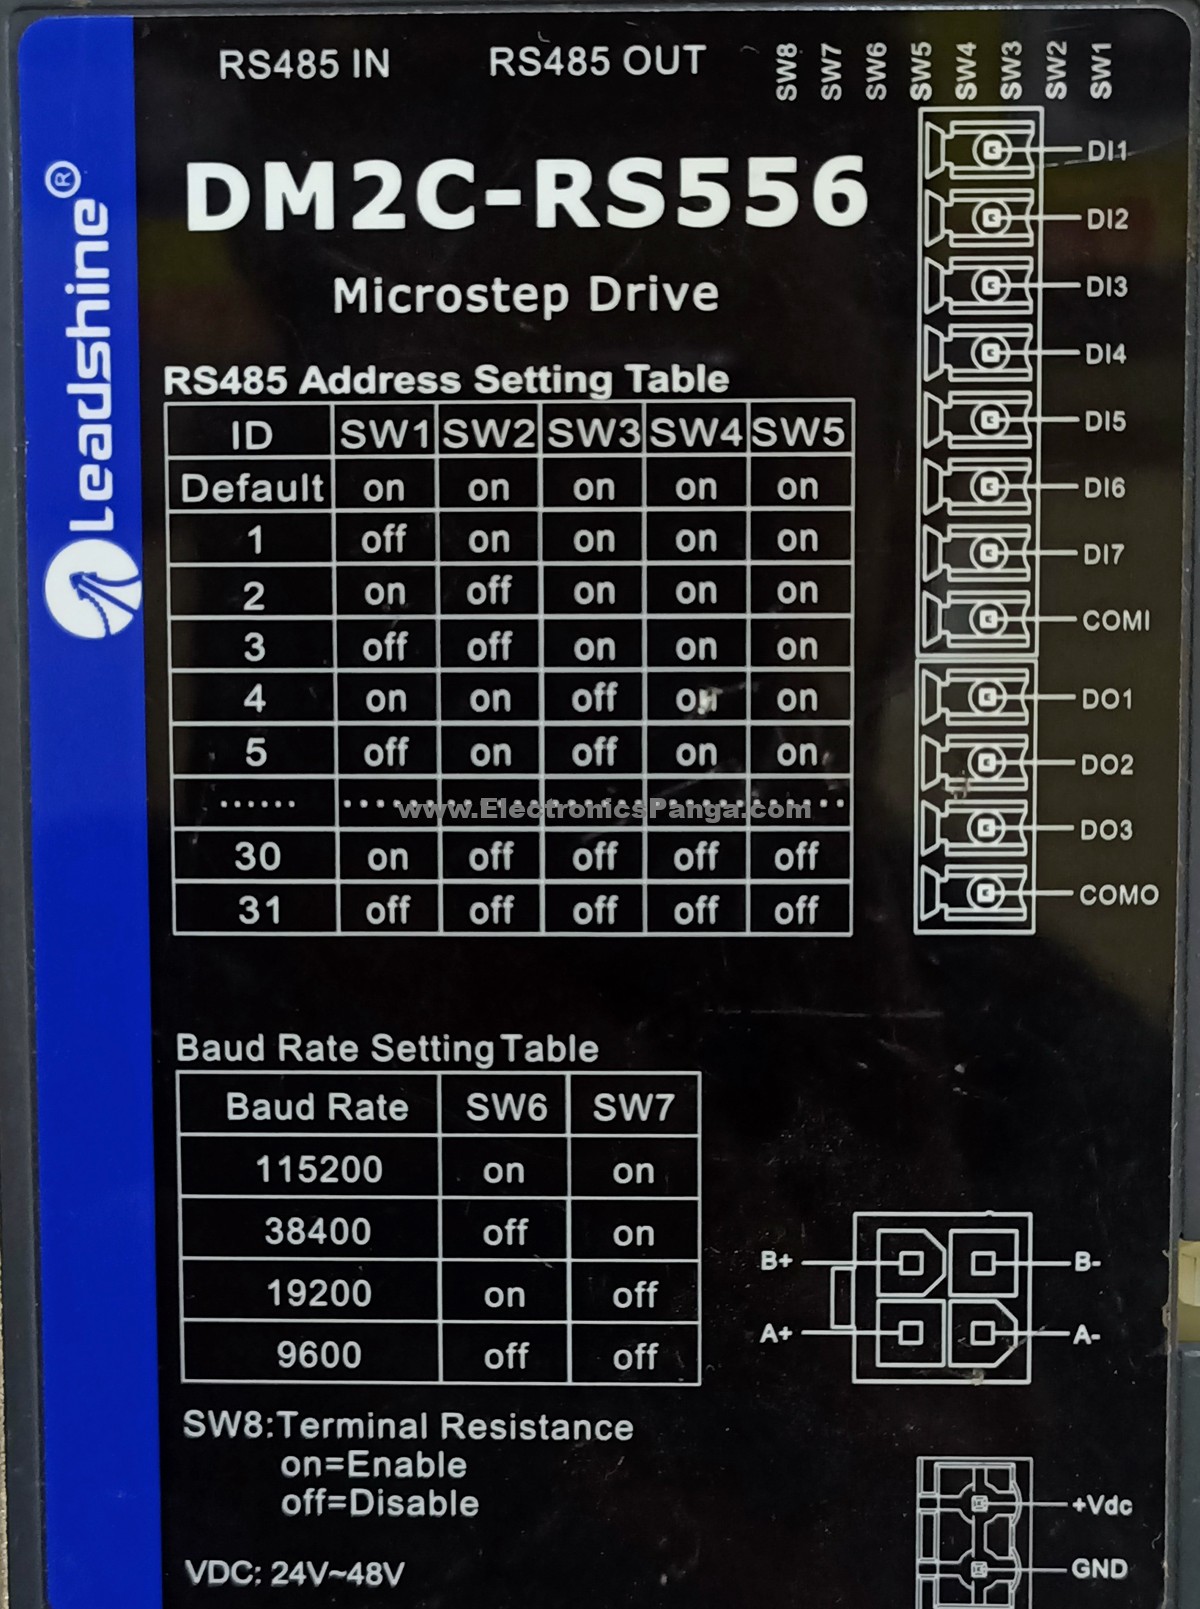 RS485 IN RS485 OUT SW8 SW7 SW6 SW5 SW4 SW3 SW2 SW1
Leadshine®
DM2C-RS556
Microstep Drive
RS485 Address Setting Table
ID SW1 SW2 SW3 SW4 SW5
Default on on on on on
1 off on on on on
2 on off on on on
3 off off on on on
4 on on off on on
5 off on off on on
...... ......
www.ElectronicsPanga.com
30 on off off off off
31 off off off off off
DI1
DI2
DI3
DI4
DI5
DI6
DI7
COMI
DO1
DO2
DO3
COMO
Baud Rate Setting Table
Baud Rate SW6 SW7
115200 on on
38400 off on
19200 on off
9600 off off
SW8:Terminal Resistance
on=Enable
off=Disable
VDC: 24V~48V
B+ B-
A+ A-
+Vdc
GND